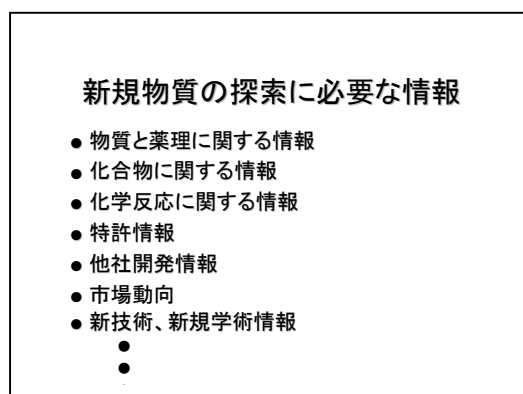 新規物質の探索に必要な情報
● 物質と薬理に関する情報
● 化合物に関する情報
● 化学反応に関する情報
● 特許情報
● 他社開発情報
● 市場動向
● 新技術、新規学術情報
●
●